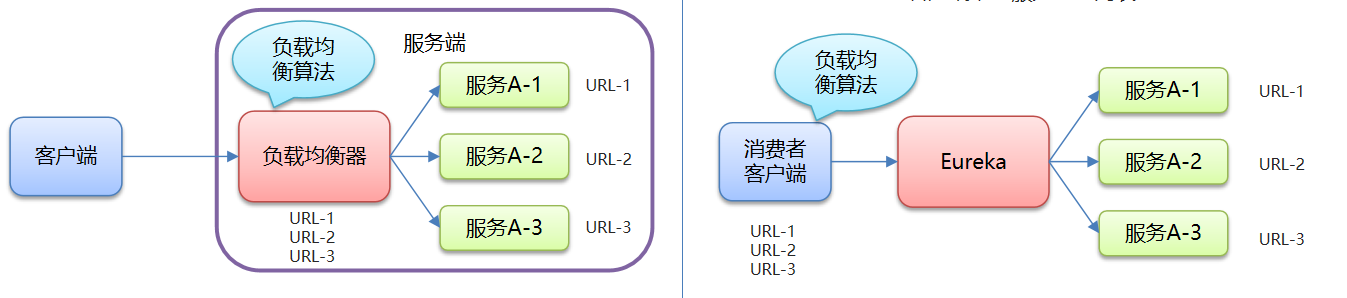 负载均
衡算法
服务端
客户端
负载均衡器
服务A-1
URL-1
服务A-2
URL-2
服务A-3
URL-3
URL-1
URL-2
URL-3
负载均
衡算法
消费者
客户端
Eureka
服务A-1
URL-1
服务A-2
URL-2
服务A-3
URL-3
URL-1
URL-2
URL-3